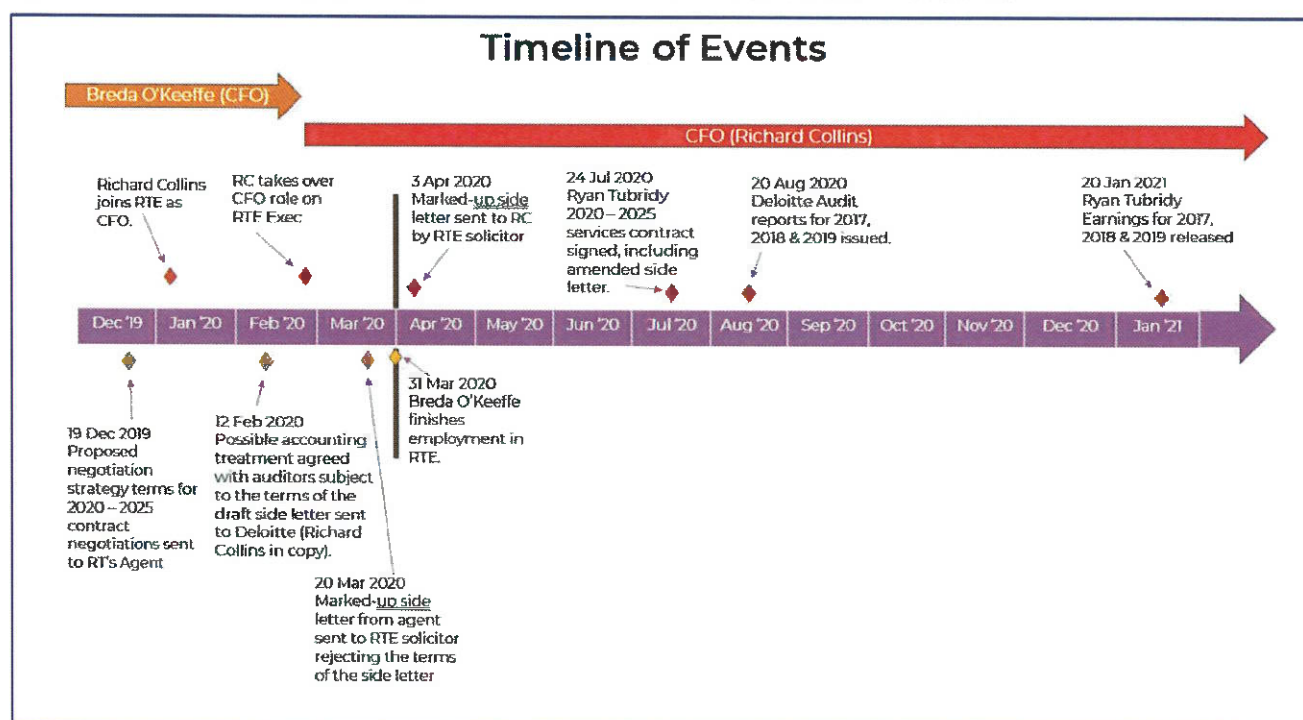 Timeline of Events
Breda O'Keeffe (CFO)
CFO (Richard Collins)
Richard Collins
joins RTE as
CFO.
RC takes over
CFO role on
RTE Exec
3 Apr 2020
Marked-up side
letter sent to RC
by RTE solicitor
24 Jul 2020
Ryan Tubridy
2020 – 2025
services contract
signed, including
amended side
letter.
20 Aug 2020
Deloitte Audit
reports for 2017,
2018 & 2019 issued.
20 Jan 2021
Ryan Tubridy
Earnings for 2017,
2018 & 2019 released
Dec '19
Jan '20
Feb '20
Mar '20
Apr '20
May '20
Jun '20
Jul '20
Aug '20
Sep '20
Oct '20
Nov '20
Dec '20
Jan '21
19 Dec 2019
Proposed
negotiation
strategy terms for
2020 – 2025
contract
negotiations sent
to RT's Agent
12 Feb 2020
Possible accounting
treatment agreed
with auditors subject
to the terms of the
draft side letter sent
to Deloitte (Richard
Collins in copy).
20 Mar 2020
Marked-up side
letter from agent
sent to RTE solicitor
rejecting the terms
of the side letter
31 Mar 2020
Breda O'Keeffe
finishes
employment in
RTE.